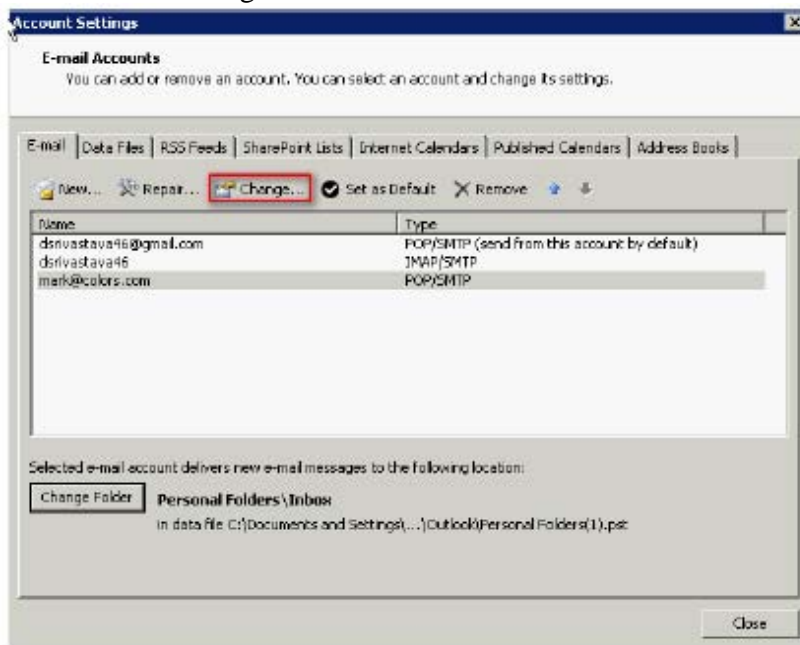 Account Settings
E-mail Accounts
You can add or remove an account. You can select an account and change its settings.
E-mail Data Files RSS Feeds SharePoint Lists Internet Calendars Published Calendars Address Books
New... Repair... Change... Set as Default Remove
Name Type
dsrivastava46@gmail.com POP/SMTP (send from this account by default)
dsrivastava46 IMAP/SMTP
mark@colors.com POP/SMTP
Selected e-mail account delivers new e-mail messages to the following location:
Change Folder Personal Folders\Inbox
in data file C:\Documents and Settings\...\Outlook\Personal Folders(1).pst
Close